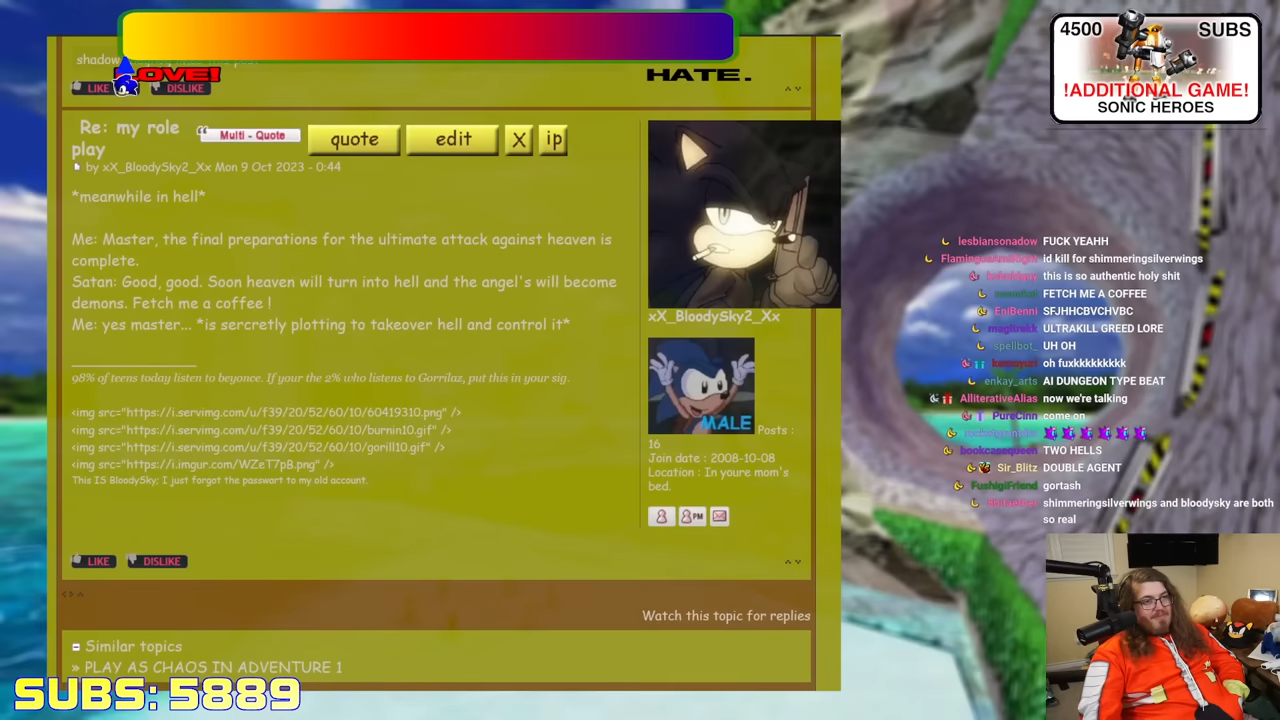 shadow
LIKE
DISLIKE
LOVE!
HATE.
Re: my role play
Multi - Quote
quote
edit
X
ip
by xX_BloodySky2_Xx Mon 9 Oct 2023 - 0:44
*meanwhile in hell*
Me: Master, the final preparations for the ultimate attack against heaven is
complete.
Satan: Good, good. Soon heaven will turn into hell and the angel's will become
demons. Fetch me a coffee !
Me: yes master... *is sercretly plotting to takeover hell and control it*
98% of teens today listen to beyonce. If your the 2% who listens to Gorrilaz, put this in your sig.
<img src="https://i.servimg.com/u/f39/20/52/60/10/60419310.png" />
<img src="https://i.servimg.com/u/f39/20/52/60/10/burnin10.gif" />
<img src="https://i.servimg.com/u/f39/20/52/60/10/gorill10.gif" />
<img src="https://i.imgur.com/WZeT7pB.png" />
This IS BloodySky; I just forgot the passwort to my old account.
xX_BloodySky2_Xx
MALE
Posts :
16
Join date : 2008-10-08
Location : In youre mom's
bed.
PM
LIKE
DISLIKE
Watch this topic for replies
Similar topics
» PLAY AS CHAOS IN ADVENTURE 1
SUBS: 5889
4500 SUBS
!ADDITIONAL GAME!
SONIC HEROES
lesbiansonadow FUCK YEAHH
id kill for shimmeringsilverwings
this is so authentic holy shit
FETCH ME A COFFEE
EniBenni SFJHHCBVCHVBC
magitrekk ULTRAKILL GREED LORE
spellbot_ UH OH
oh fuxkkkkkkkkk
enkay_arts AI DUNGEON TYPE BEAT
AlliterativeAlias now we're talking
PureCinn come on
bookcasequeen TWO HELLS
Sir_Blitz DOUBLE AGENT
FushigiFriend gortash
shimmeringsilverwings and bloodysky are both
so real